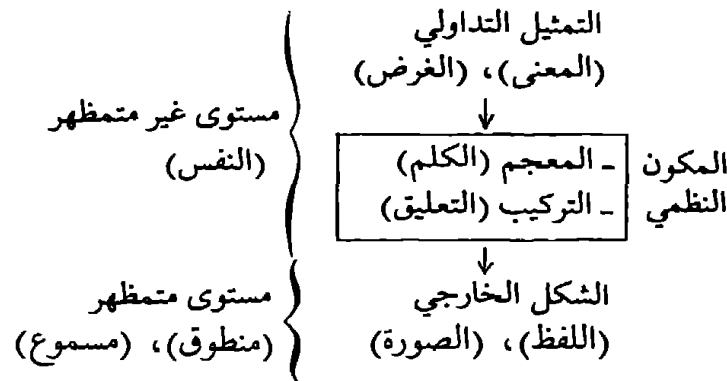 التمثيل التداولي
(المعنى)، (الغرض)
مستوى غير متمظهر
(النفس)
المكون
النظمي
- المعجم (الكلم)
- التركيب (التعليق)
الشكل الخارجي
(اللفظ)، (الصورة)
مستوى متمظهر
(منطوق)، (مسموع)